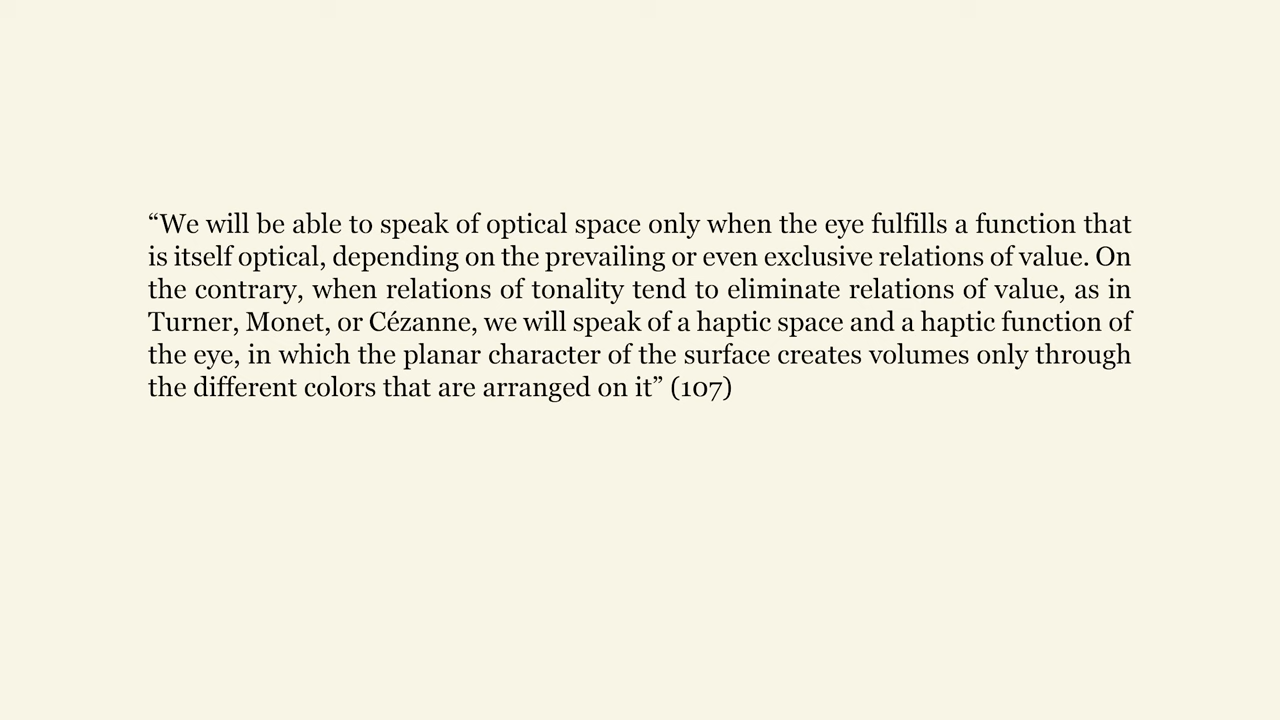 “We will be able to speak of optical space only when the eye fulfills a function that
is itself optical, depending on the prevailing or even exclusive relations of value. On
the contrary, when relations of tonality tend to eliminate relations of value, as in
Turner, Monet, or Cézanne, we will speak of a haptic space and a haptic function of
the eye, in which the planar character of the surface creates volumes only through
the different colors that are arranged on it” (107)